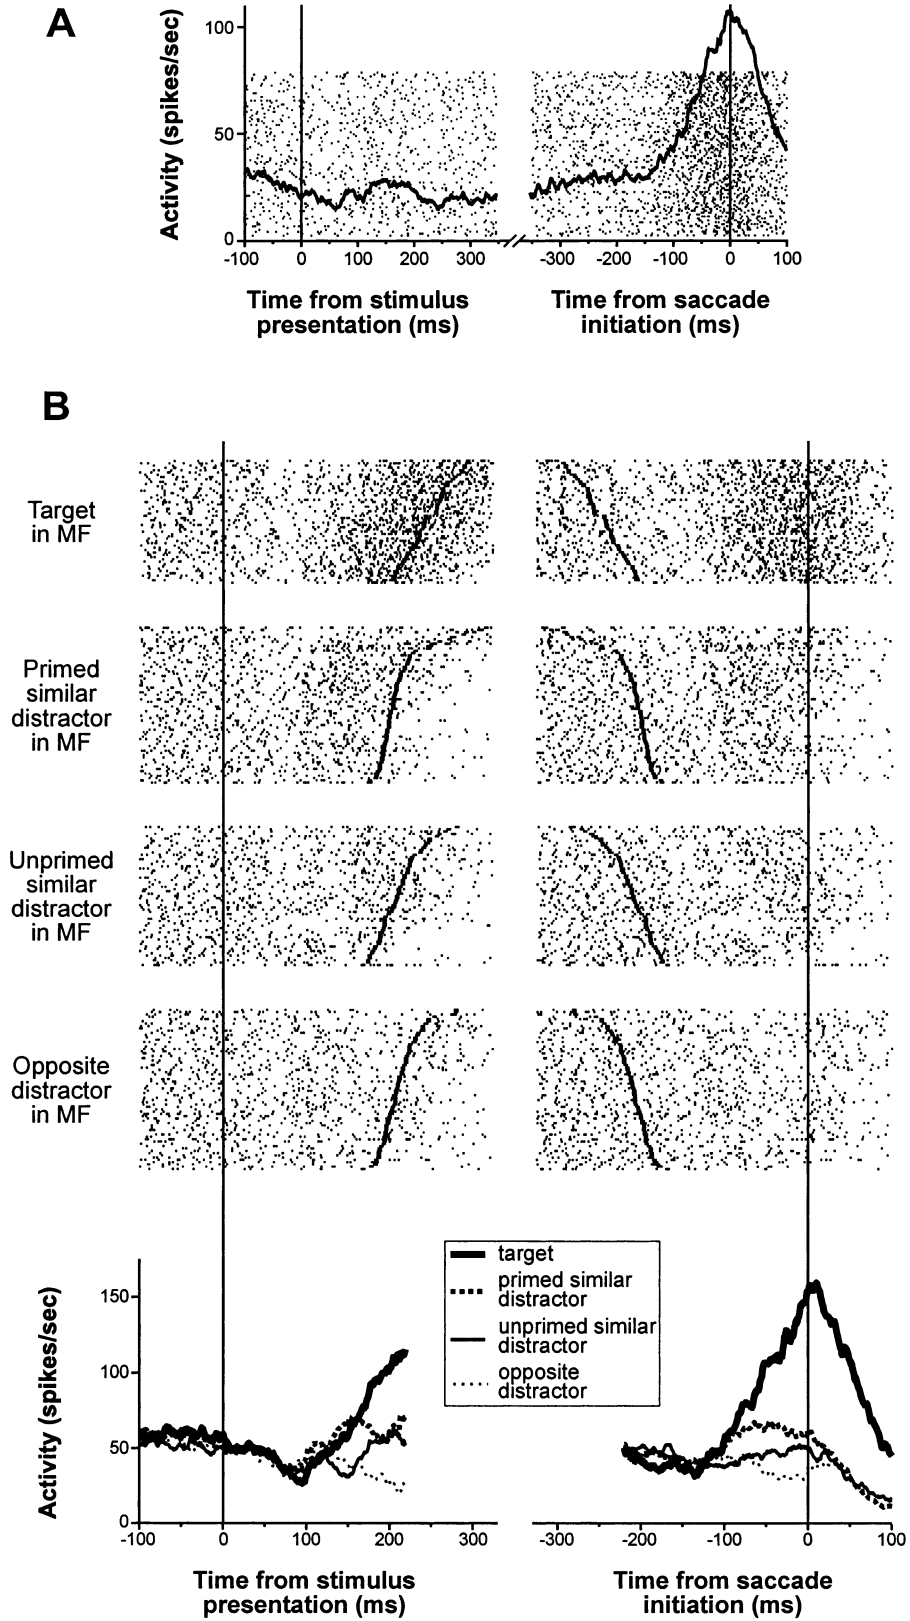 A
Activity (spikes/sec)
100
50
0
-100 0 100 200 300
-300 -200 -100 0 100
Time from stimulus
presentation (ms)
Time from saccade
initiation (ms)
B
Target
in MF
Primed
similar
distractor
in MF
Unprimed
similar
distractor
in MF
Opposite
distractor
in MF
target
primed similar
distractor
unprimed similar
distractor
opposite
distractor
Activity (spikes/sec)
150
100
50
0
-100 0 100 200 300
-300 -200 -100 0 100
Time from stimulus
presentation (ms)
Time from saccade
initiation (ms)